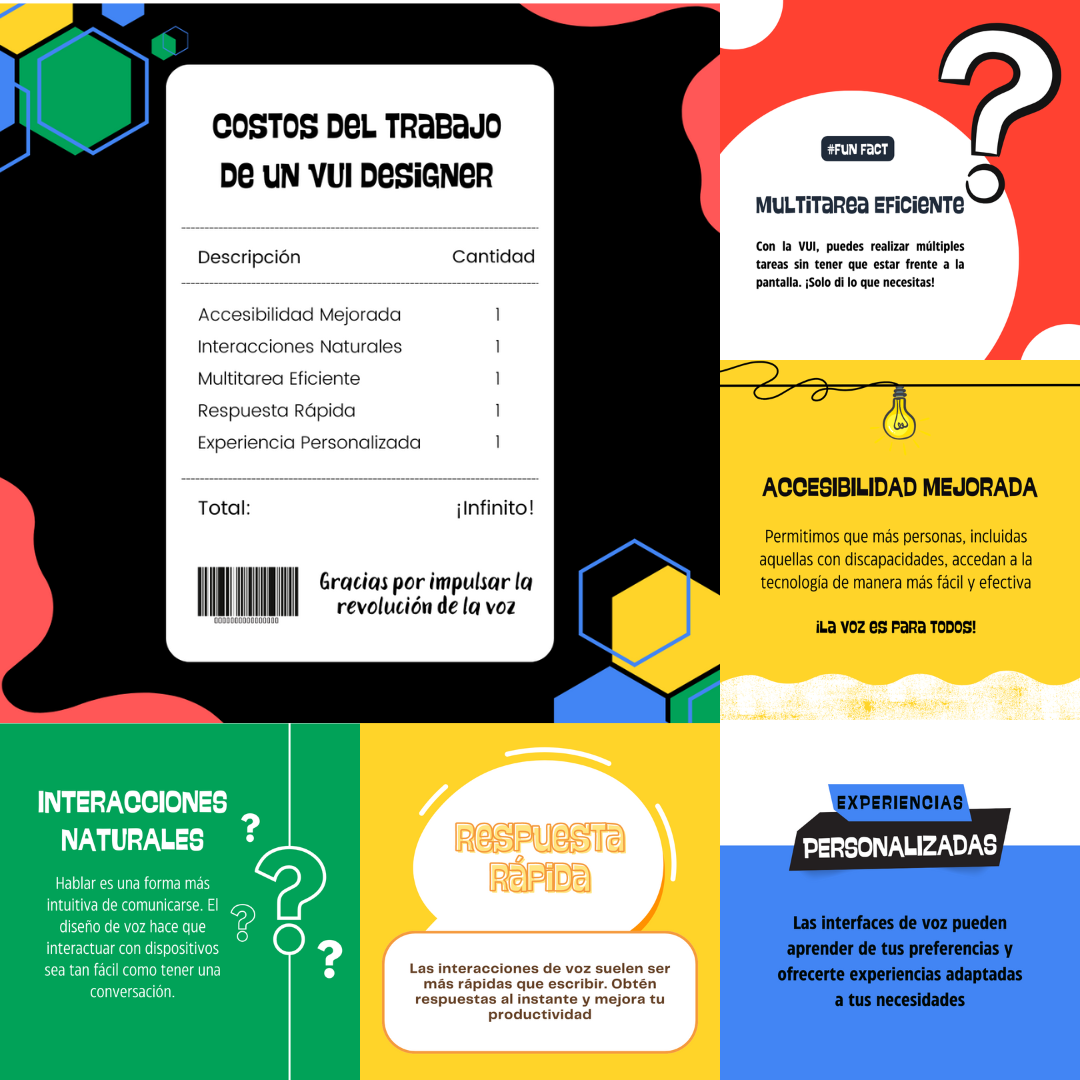 COSTOS DEL TRABAJO
DE UN VUI DESIGNER
Descripción Cantidad
Accesibilidad Mejorada 1
Interacciones Naturales 1
Multitarea Eficiente 1
Respuesta Rápida 1
Experiencia Personalizada 1
Total: ¡Infinito!
Gracias por impulsar la
revolución de la voz
0000000000000000
?
#FUN FACT
MULTITAREA EFICIENTE
Con la VUI, puedes realizar múltiples
tareas sin tener que estar frente a la
pantalla. ¡Solo di lo que necesitas!
ACCESIBILIDAD MEJORADA
Permitimos que más personas, incluidas
aquellas con discapacidades, accedan a la
tecnología de manera más fácil y efectiva
¡LA VOZ ES PARA TODOS!
INTERACCIONES
NATURALES
Hablar es una forma más
intuitiva de comunicarse. El
diseño de voz hace que
interactuar con dispositivos
sea tan fácil como tener una
conversación.
?
?
?
?
RESPUESTA
RÁPIDA
Las interacciones de voz suelen ser
más rápidas que escribir. Obtén
respuestas al instante y mejora tu
productividad
EXPERIENCIAS
PERSONALIZADAS
Las interfaces de voz pueden
aprender de tus preferencias y
ofrecerte experiencias adaptadas
a tus necesidades